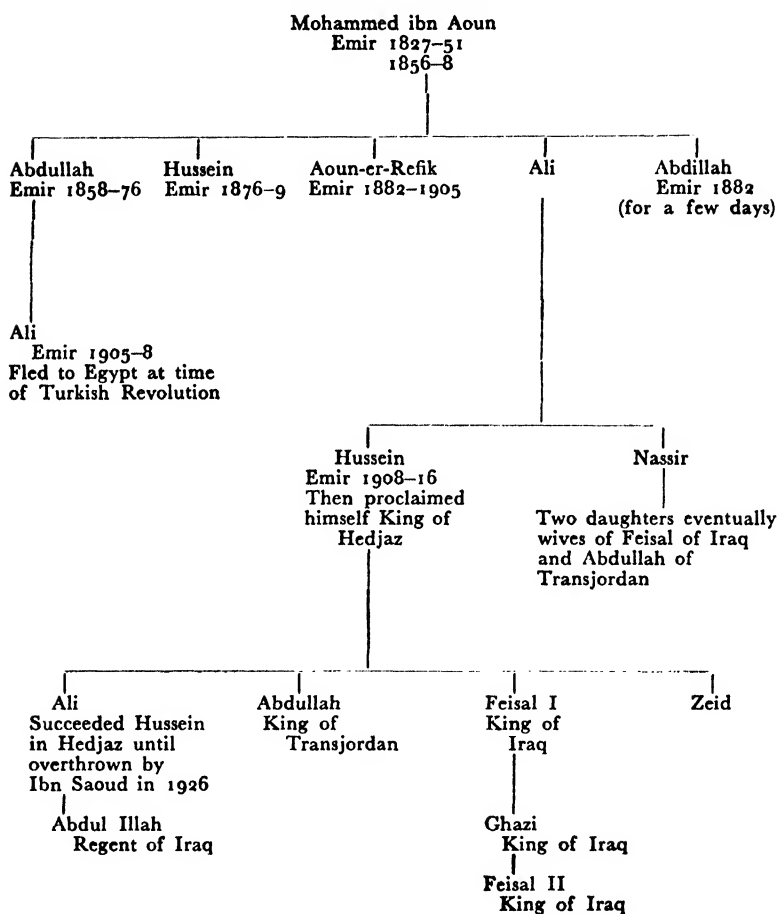 Mohammed ibn Aoun
Emir 1827–51
1856–8
Abdullah
Emir 1858–76
Hussein
Emir 1876–9
Aoun-er-Refik
Emir 1882–1905
Ali
Abdillah
Emir 1882
(for a few days)
Ali
Emir 1905–8
Fled to Egypt at time
of Turkish Revolution
Hussein
Emir 1908–16
Then proclaimed
himself King of
Hedjaz
Nassir
Two daughters eventually
wives of Feisal of Iraq
and Abdullah of
Transjordan
Ali
Succeeded Hussein
in Hedjaz until
overthrown by
Ibn Saoud in 1926
Abdul Illah
Regent of Iraq
Abdullah
King of
Transjordan
Feisal I
King of
Iraq
Ghazi
King of Iraq
Feisal II
King of Iraq
Zeid